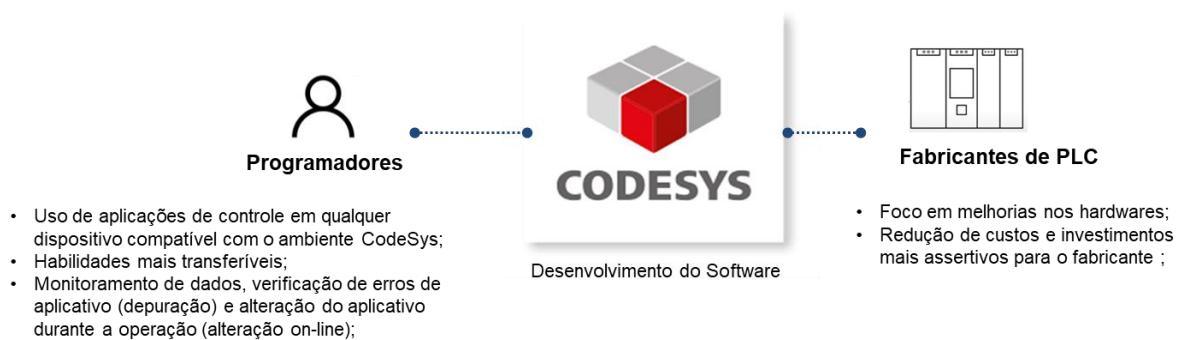 Programadores
• Uso de aplicações de controle em qualquer
dispositivo compatível com o ambiente CodeSys;
• Habilidades mais transferíveis;
• Monitoramento de dados, verificação de erros de
aplicativo (depuração) e alteração do aplicativo
durante a operação (alteração on-line);
CODESYS
Desenvolvimento do Software
Fabricantes de PLC
• Foco em melhorias nos hardwares;
• Redução de custos e investimentos
mais assertivos para o fabricante ;